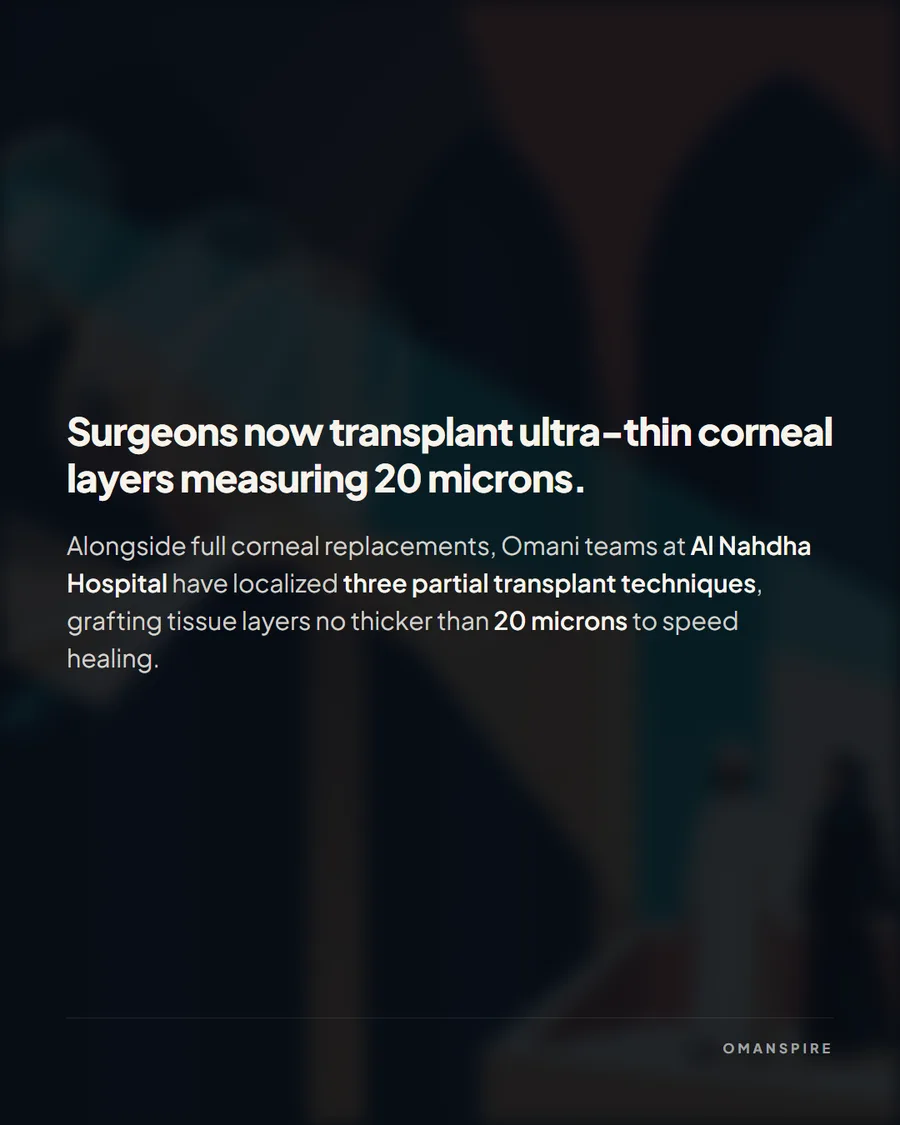 Surgeons now transplant ultra-thin corneal
layers measuring 20 microns.
Alongside full corneal replacements, Omani teams at Al Nahdha
Hospital have localized three partial transplant techniques,
grafting tissue layers no thicker than 20 microns to speed
healing.
OMANSPIRE